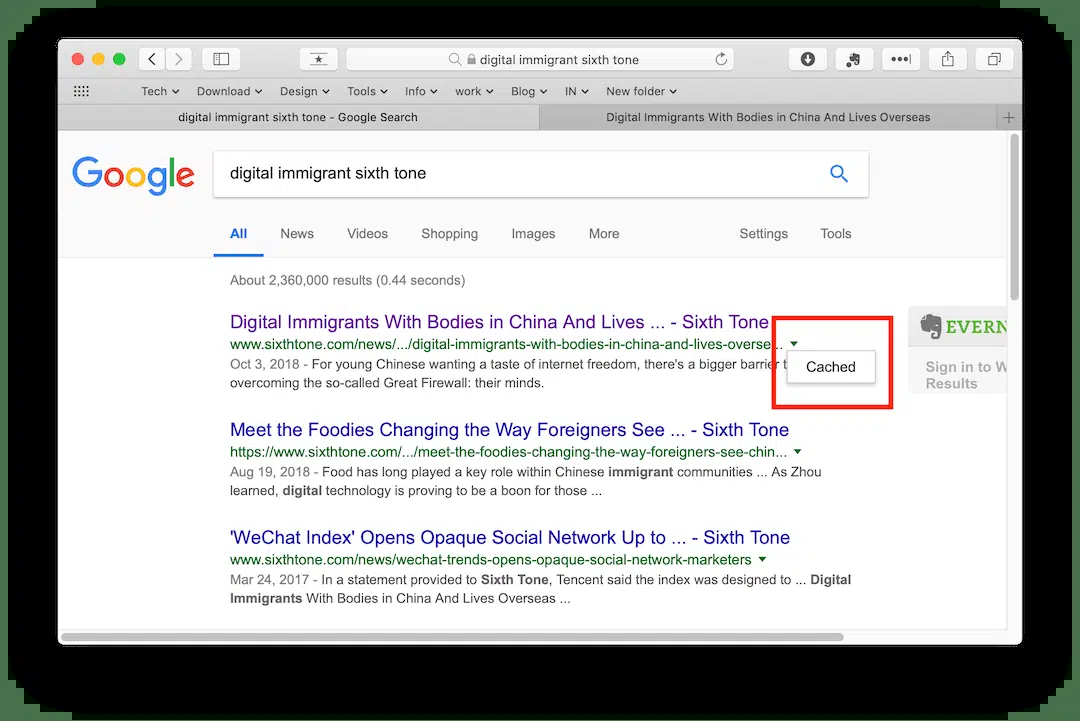 digital immigrant sixth tone
Tech Download Design Tools Info work Blog IN New folder
digital immigrant sixth tone - Google Search Digital Immigrants With Bodies in China And Lives Overseas
Google digital immigrant sixth tone
All News Videos Shopping Images More Settings Tools
About 2,360,000 results (0.44 seconds)
Digital Immigrants With Bodies in China And Lives ... - Sixth Tone
www.sixthtone.com/news/.../digital-immigrants-with-bodies-in-china-and-lives-overse...
Oct 3, 2018 - For young Chinese wanting a taste of internet freedom, there's a bigger barrier
overcoming the so-called Great Firewall: their minds.
Cached
EVERN
Sign in to
Results
Meet the Foodies Changing the Way Foreigners See ... - Sixth Tone
https://www.sixthtone.com/.../meet-the-foodies-changing-the-way-foreigners-see-chin...
Aug 19, 2018 - Food has long played a key role within Chinese immigrant communities ... As Zhou
learned, digital technology is proving to be a boon for those ...
'WeChat Index' Opens Opaque Social Network Up to ... - Sixth Tone
www.sixthtone.com/news/wechat-trends-opens-opaque-social-network-marketers
Mar 24, 2017 - In a statement provided to Sixth Tone, Tencent said the index was designed to ... Digital
Immigrants With Bodies in China And Lives Overseas ...